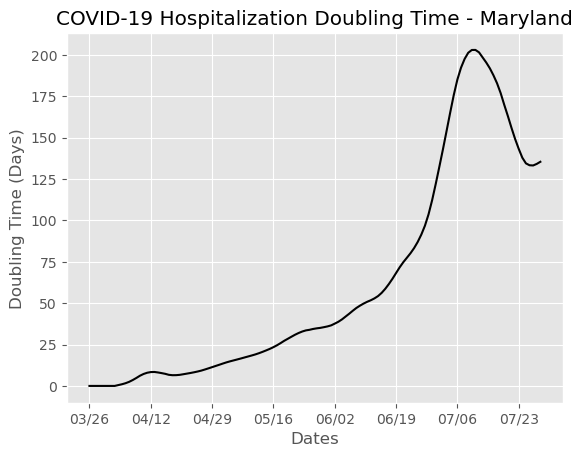 COVID-19 Hospitalization Doubling Time - Maryland
Doubling Time (Days)
200
175
150
125
100
75
50
25
0
03/26 04/12 04/29 05/16 06/02 06/19 07/06 07/23
Dates